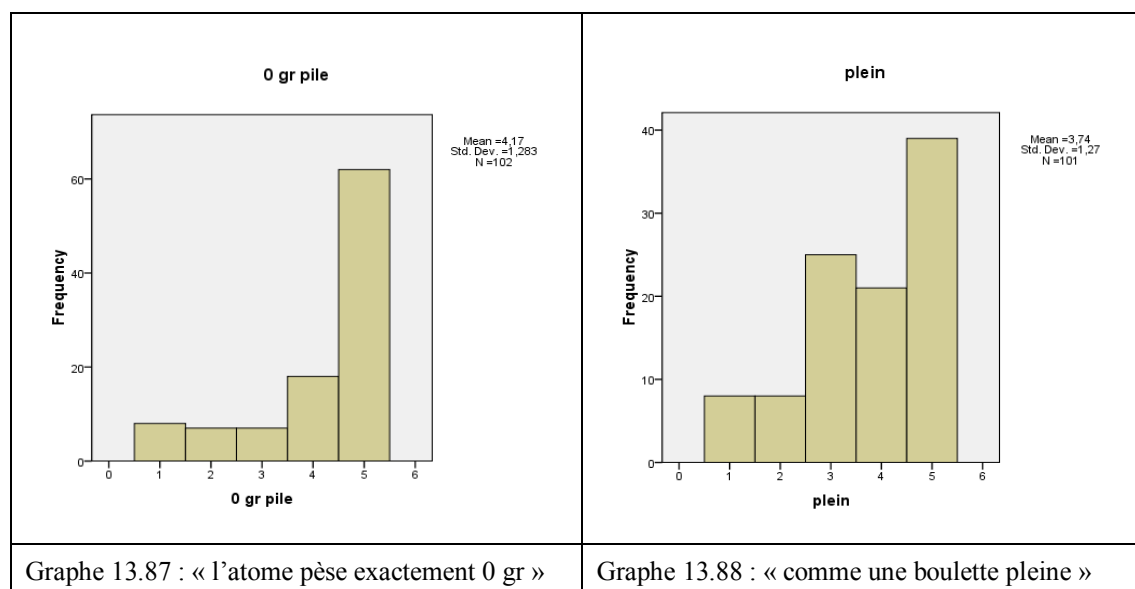 0 gr pile
Mean =4,17
Std. Dev. =1,283
N =102
60
40
20
0
Frequency
0 1 2 3 4 5 6
0 gr pile
plein
Mean =3,74
Std. Dev. =1,27
N =101
40
30
20
10
0
Frequency
0 1 2 3 4 5 6
plein
Graphe 13.87 : « l’atome pèse exactement 0 gr »
Graphe 13.88 : « comme une boulette pleine »